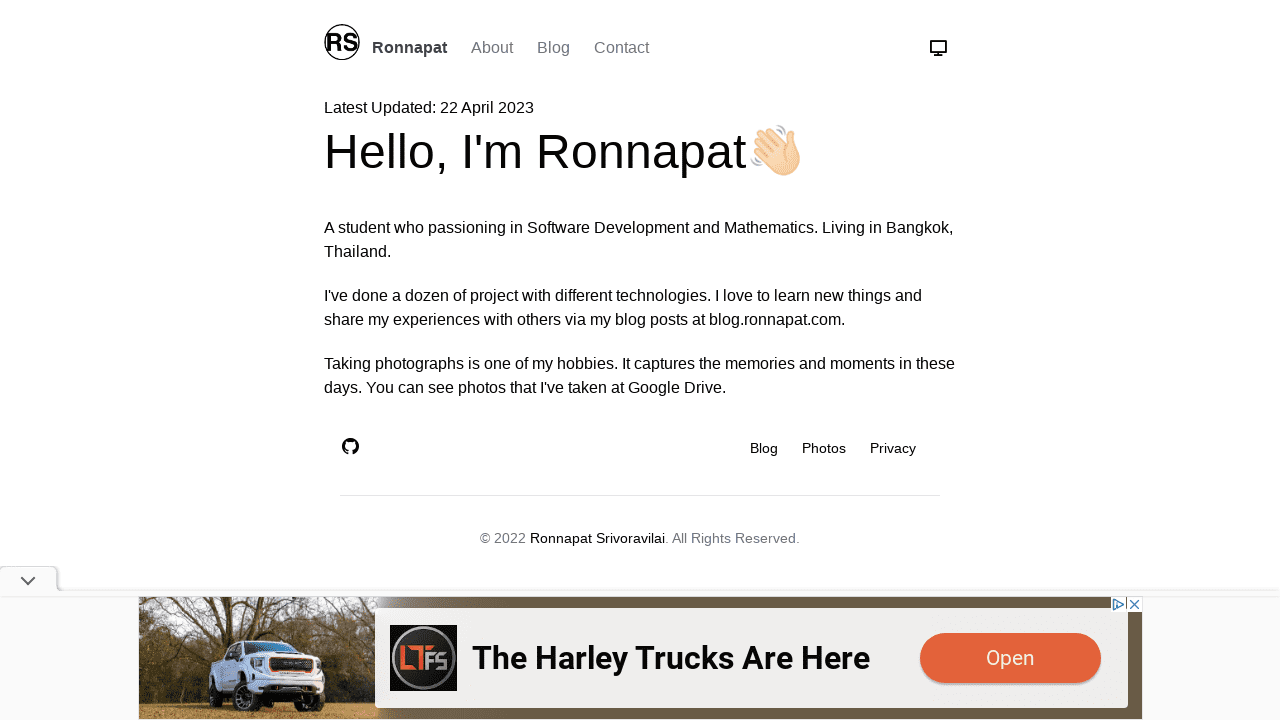 RS
Ronnapat About Blog Contact
Latest Updated: 22 April 2023
Hello, I'm Ronnapat👋🏻
A student who passioning in Software Development and Mathematics. Living in Bangkok,
Thailand.
I've done a dozen of project with different technologies. I love to learn new things and
share my experiences with others via my blog posts at blog.ronnapat.com.
Taking photographs is one of my hobbies. It captures the memories and moments in these
days. You can see photos that I've taken at Google Drive.
Blog Photos Privacy
© 2022 Ronnapat Srivoravilai. All Rights Reserved.
LTFS
The Harley Trucks Are Here
Open